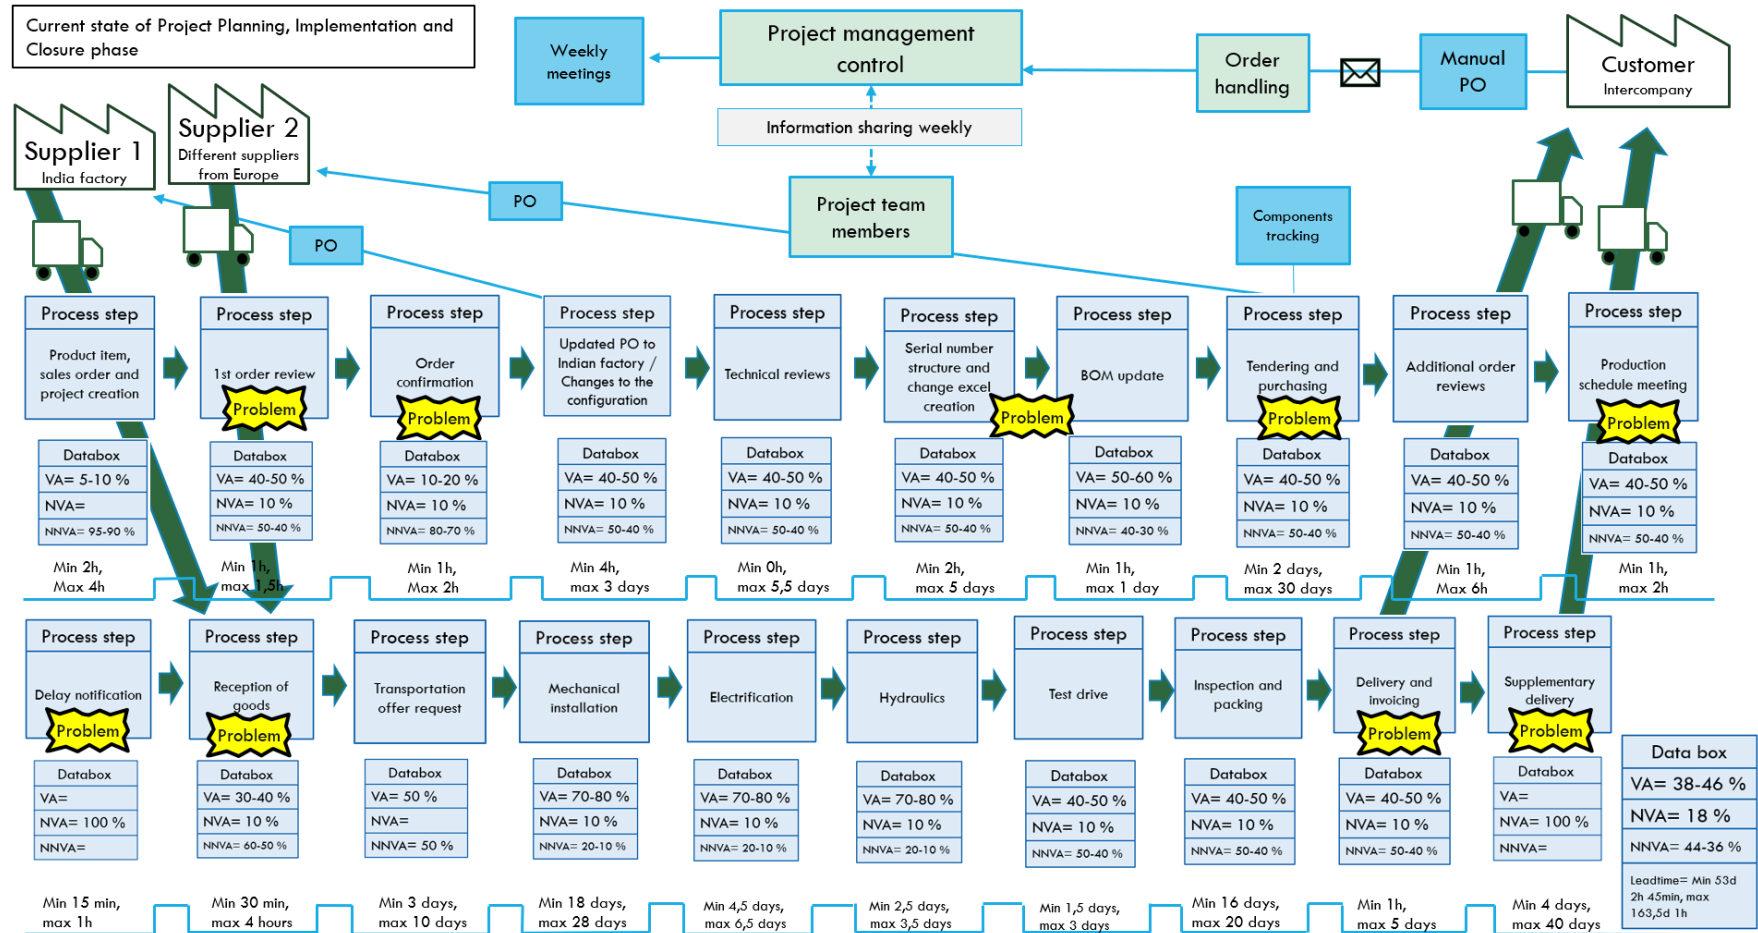 Current state of Project Planning, Implementation and
Closure phase
Weekly
meetings
Project management
control
Order
handling
Manual
PO
Customer
Intercompany
Information sharing weekly
Supplier 1
India factory
Supplier 2
Different suppliers
from Europe
PO
PO
Project team
members
Components
tracking
Process step
Product item,
sales order and
project creation
Process step
1st order review
Problem
Process step
Order
confirmation
Problem
Process step
Updated PO to
Indian factory /
Changes to the
configuration
Process step
Technical reviews
Process step
Serial number
structure and
change excel
creation
Problem
Process step
BOM update
Process step
Tendering and
purchasing
Problem
Process step
Additional order
reviews
Process step
Production
schedule meeting
Problem
Databox
VA= 5-10 %
NVA=
NNVA= 95-90 %
Databox
VA= 40-50 %
NVA= 10 %
NNVA= 50-40 %
Databox
VA= 10-20 %
NVA= 10 %
NNVA= 80-70 %
Databox
VA= 40-50 %
NVA= 10 %
NNVA= 50-40 %
Databox
VA= 40-50 %
NVA= 10 %
NNVA= 50-40 %
Databox
VA= 40-50 %
NVA= 10 %
NNVA= 50-40 %
Databox
VA= 50-60 %
NVA= 10 %
NNVA= 40-30 %
Databox
VA= 40-50 %
NVA= 10 %
NNVA= 50-40 %
Databox
VA= 40-50 %
NVA= 10 %
NNVA= 50-40 %
Databox
VA= 40-50 %
NVA= 10 %
NNVA= 50-40 %
Min 2h,
Max 4h
Min 1h,
max 1,5h
Min 1h,
Max 2h
Min 4h,
max 3 days
Min 0h,
max 5,5 days
Min 2h,
max 5 days
Min 1h,
max 1 day
Min 2 days,
max 30 days
Min 1h,
Max 6h
Min 1h,
max 2h
Process step
Delay notification
Problem
Process step
Reception of
goods
Problem
Process step
Transportation
offer request
Process step
Mechanical
installation
Process step
Electrification
Process step
Hydraulics
Process step
Test drive
Process step
Inspection and
packing
Process step
Delivery and
invoicing
Problem
Process step
Supplementary
delivery
Problem
Databox
VA=
NVA= 100 %
NNVA=
Databox
VA= 30-40 %
NVA= 10 %
NNVA= 60-50 %
Databox
VA= 50 %
NVA=
NNVA= 50 %
Databox
VA= 70-80 %
NVA= 10 %
NNVA= 20-10 %
Databox
VA= 70-80 %
NVA= 10 %
NNVA= 20-10 %
Databox
VA= 70-80 %
NVA= 10 %
NNVA= 20-10 %
Databox
VA= 40-50 %
NVA= 10 %
NNVA= 50-40 %
Databox
VA= 40-50 %
NVA= 10 %
NNVA= 50-40 %
Databox
VA= 40-50 %
NVA= 10 %
NNVA= 50-40 %
Databox
VA=
NVA= 100 %
NNVA=
Data box
VA= 38-46 %
NVA= 18 %
NNVA= 44-36 %
Leadtime= Min 53d
2h 45min, max
163,5d 1h
Min 15 min,
max 1h
Min 30 min,
max 4 hours
Min 3 days,
max 10 days
Min 18 days,
max 28 days
Min 4,5 days,
max 6,5 days
Min 2,5 days,
max 3,5 days
Min 1,5 days,
max 3 days
Min 16 days,
max 20 days
Min 1h,
max 5 days
Min 4 days,
max 40 days